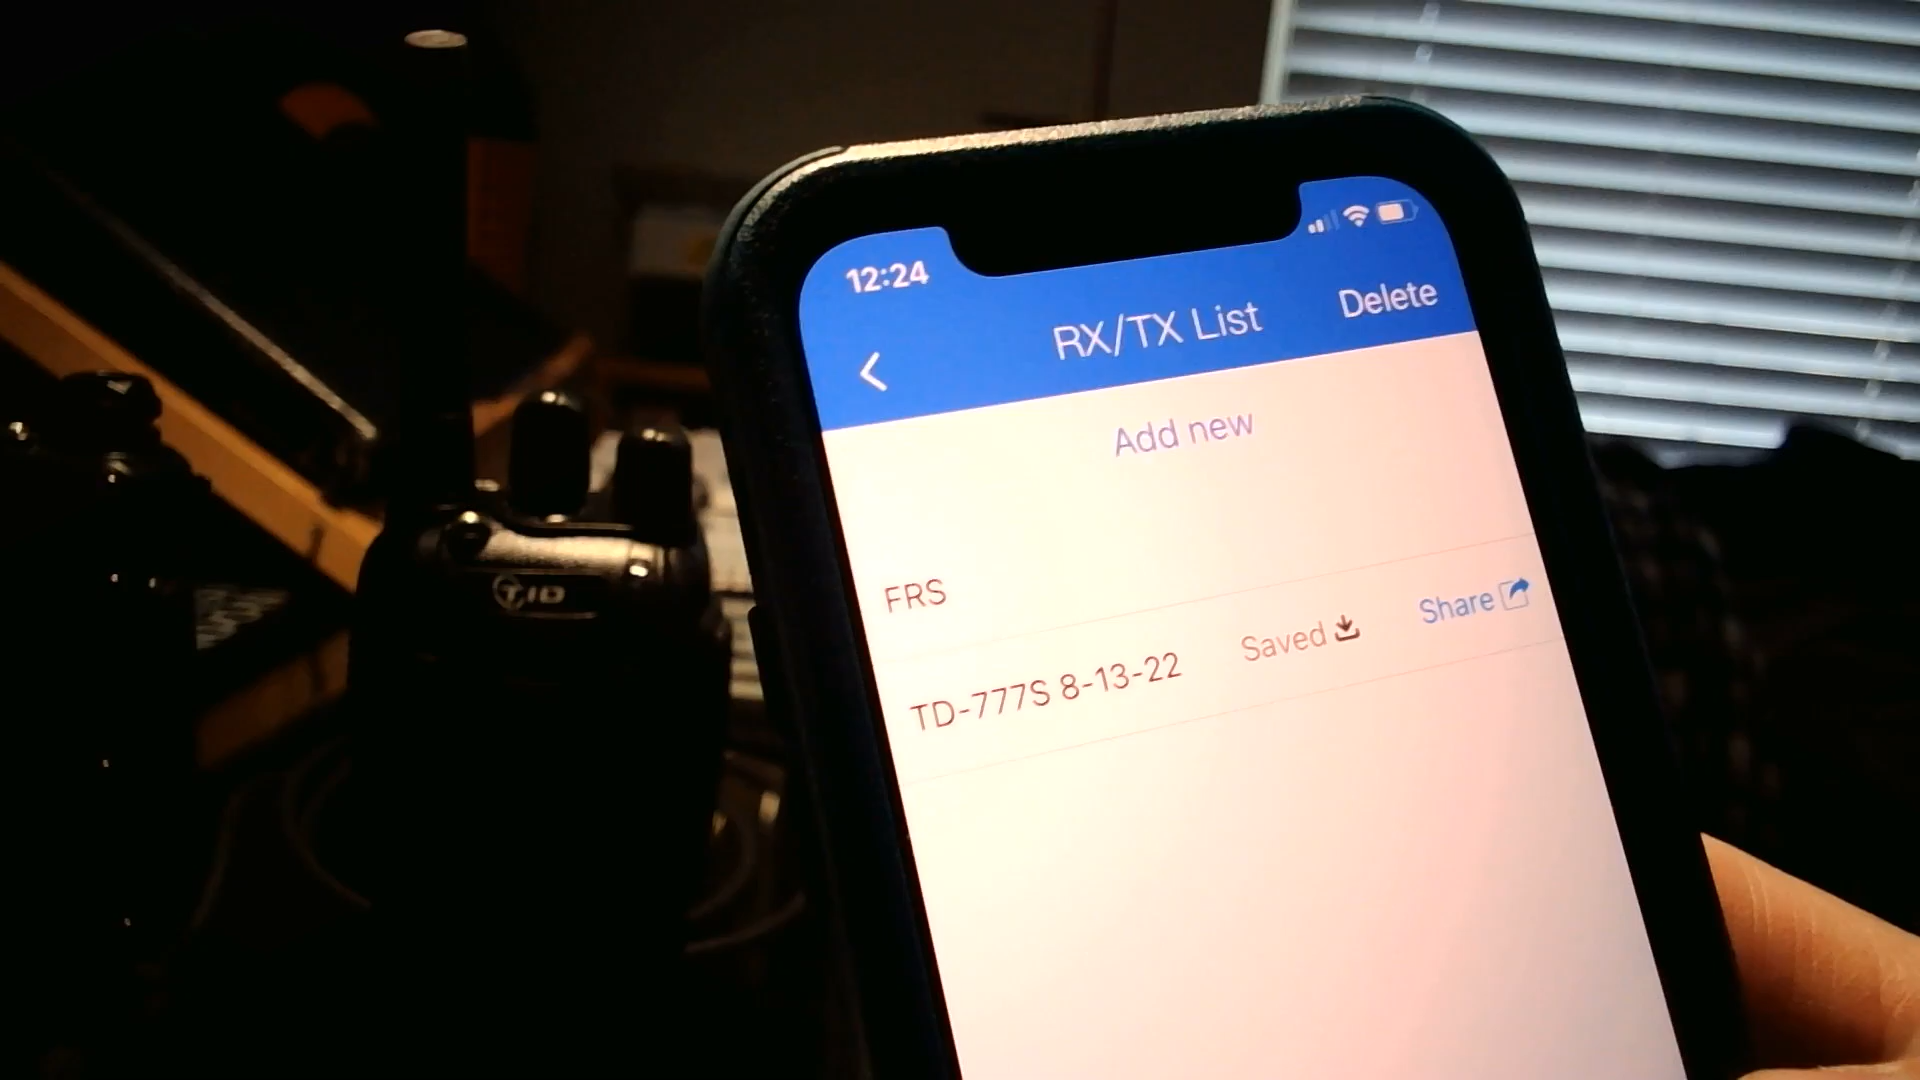 12:24
RX/TX List
Delete
Add new
FRS
TD-777S 8-13-22
Saved
Share
TID